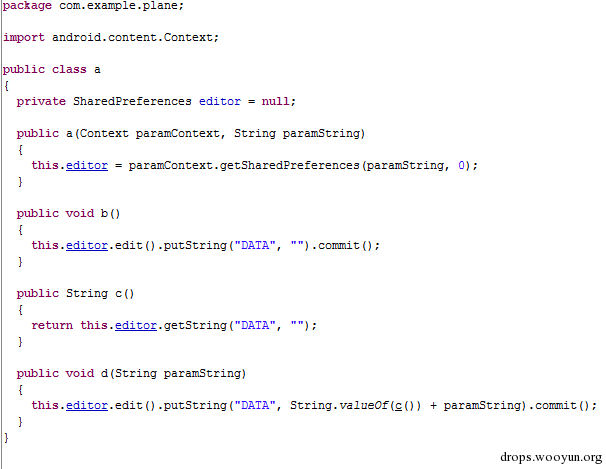 package com.example.plane;
import android.content.Context;
public class a
{
private SharedPreferences editor = null;
public a(Context paramContext, String paramString)
{
this.editor = paramContext.getSharedPreferences(paramString, 0);
}
public void b()
{
this.editor.edit().putString("DATA", "").commit();
}
public String c()
{
return this.editor.getString("DATA", "");
}
public void d(String paramString)
{
this.editor.edit().putString("DATA", String.valueOf(c()) + paramString).commit();
}
}
drops.wooyun.org